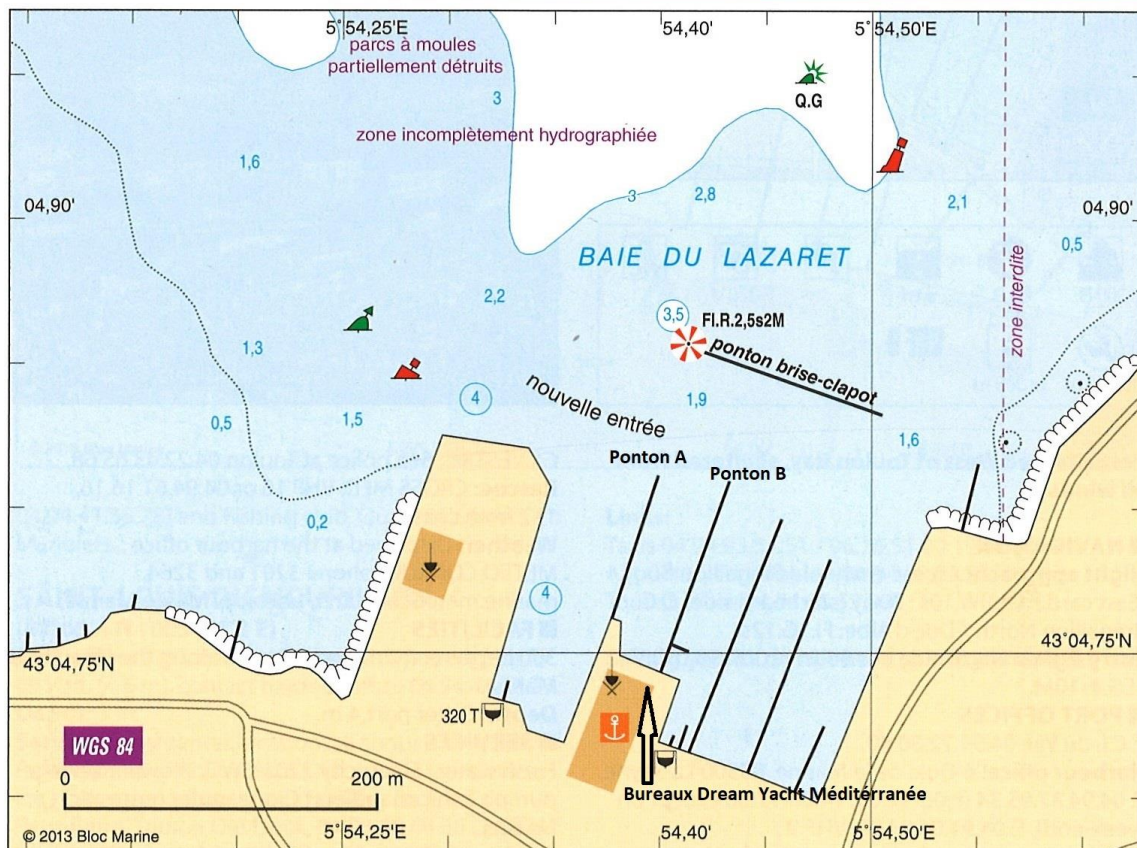 5°54,25'E
54,40'
5°54,50'E
parcs à moules
partiellement détruits
3
Q.G
zone incomplètement hydrographiée
1,6
3
2,8
2,1
04,90'
04,90'
0,5
BAIE DU LAZARET
zone interdite
2,2
3,5
Fl.R.2,5s2M
1,3
ponton brise-clapot
4
nouvelle entrée
1,9
0,5
1,5
1,6
Ponton A
Ponton B
0,2
4
43°04,75'N
43°04,75'N
320 T
WGS 84
0
200 m
Bureaux Dream Yacht Méditerranée
© 2013 Bloc Marine
5°54,25'E
54,40'
5°54,50'E